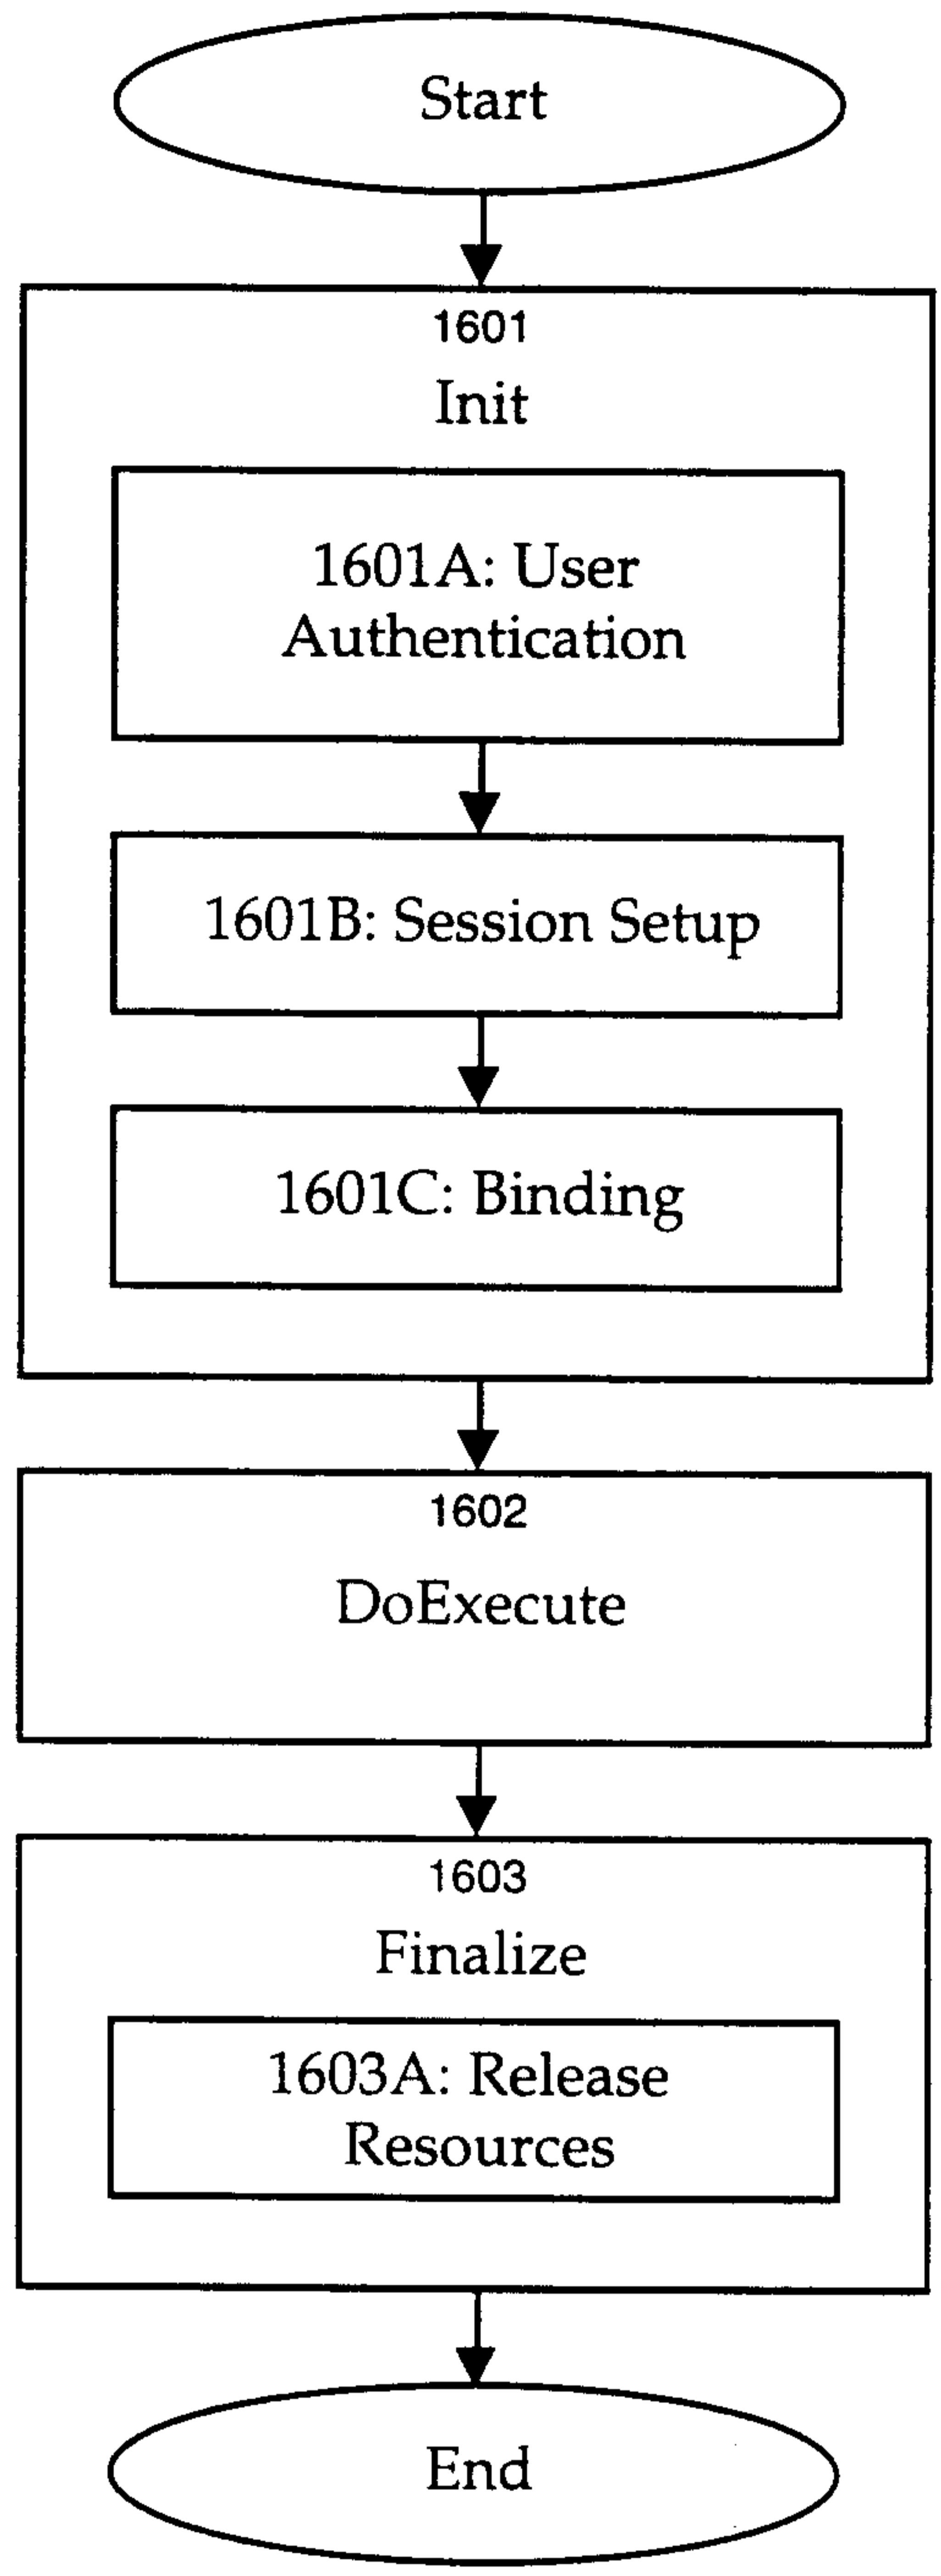 Start
1601
Init
1601A: User
Authentication
1601B: Session Setup
1601C: Binding
1602
DoExecute
1603
Finalize
1603A: Release
Resources
End